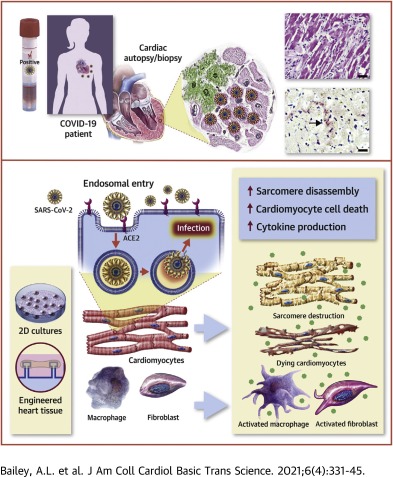 Positive
COVID-19
patient
Cardiac
autopsy/biopsy
Endosomal entry
SARS-CoV-2
ACE2
Infection
Sarcomere disassembly
Cardiomyocyte cell death
Cytokine production
2D cultures
Engineered
heart tissue
Cardiomyocytes
Macrophage
Fibroblast
Sarcomere destruction
Dying cardiomyocytes
Activated macrophage
Activated fibroblast
Bailey, A.L. et al. J Am Coll Cardiol Basic Trans Science. 2021;6(4):331-45.